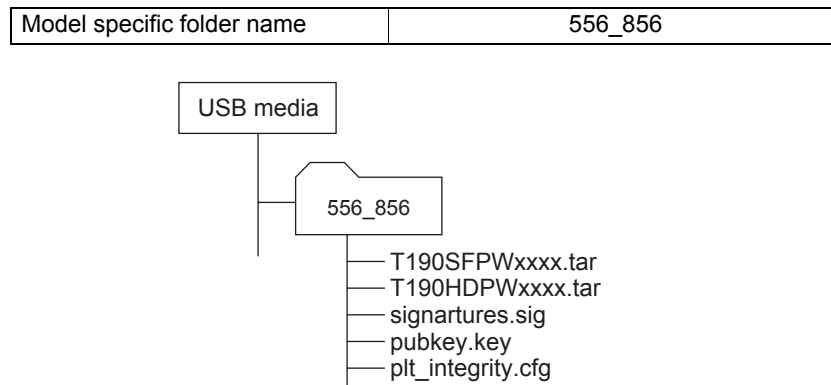 Model specific folder name 556_856
USB media
556_856
T190SFPWxxxx.tar
T190HDPWxxxx.tar
signartures.sig
pubkey.key
plt_integrity.cfg